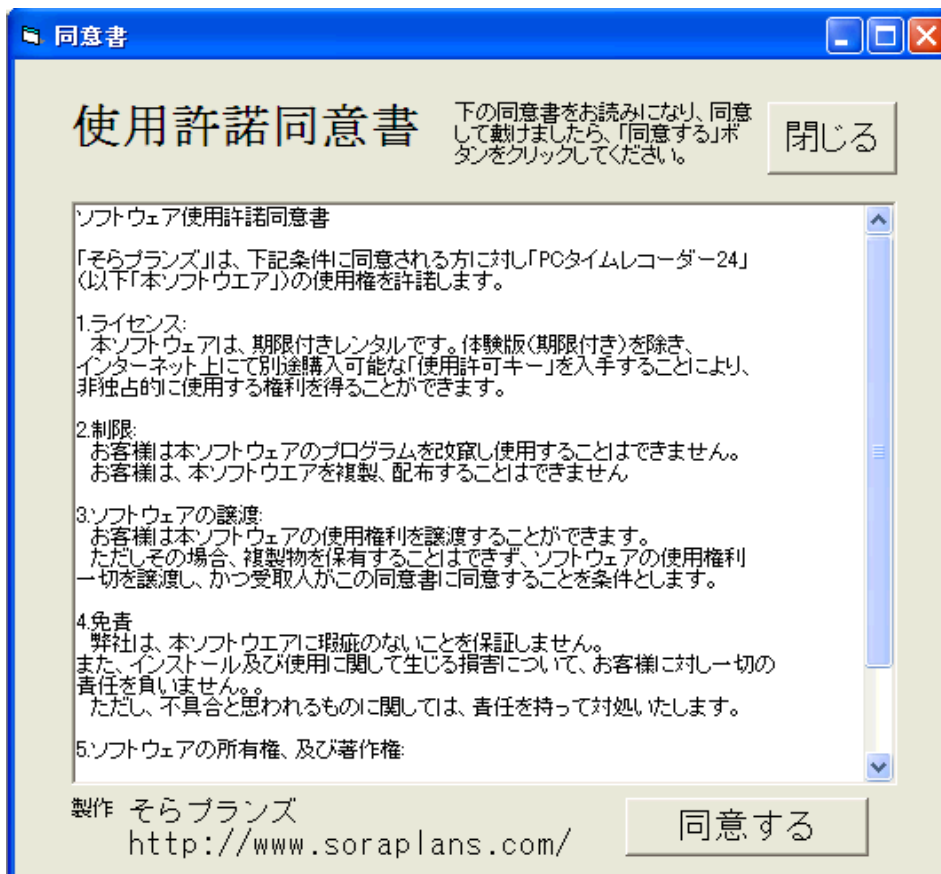 同意書
使用許諾同意書
下の同意書をお読みになり、同意
して戴けましたら、「同意する」ボ
タンをクリックしてください。
閉じる
ソフトウェア使用許諾同意書
「そらプランズ」は、下記条件に同意される方に対し「PCタイムレコーダー24」
(以下「本ソフトウエア」)の使用権を許諾します。
1.ライセンス:
本ソフトウェアは、期限付きレンタルです。体験版(期限付き)を除き、
インターネット上にて別途購入可能な「使用許可キー」を入手することにより、
非独占的に使用する権利を得ることができます。
2.制限:
お客様は本ソフトウェアのプログラムを改竄し使用することはできません。
お客様は、本ソフトウエアを複製、配布することはできません
3.ソフトウェアの譲渡:
お客様は本ソフトウェアの使用権利を譲渡することができます。
ただしその場合、複製物を保有することはできず、ソフトウェアの使用権利
一切を譲渡し、かつ受取人がこの同意書に同意することを条件とします。
4.免責
弊社は、本ソフトウエアに瑕疵のないことを保証しません。
また、インストール及び使用に関して生じる損害について、お客様に対し一切の
責任を負いません。。
ただし、不具合と思われるものに関しては、責任を持って対処いたします。
5.ソフトウェアの所有権、及び著作権:
製作 そらプランズ
http://www.soraplans.com/
同意する